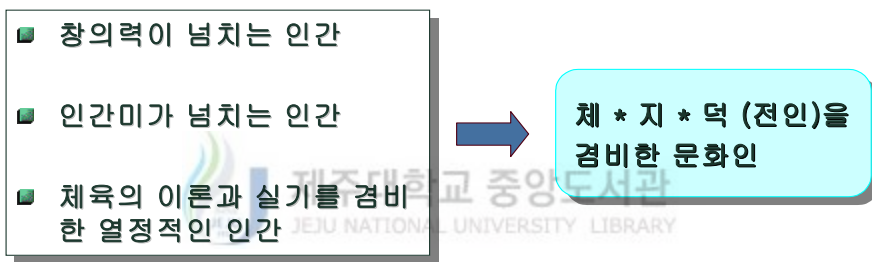 창의력이 넘치는 인간
인간미가 넘치는 인간
체육의 이론과 실기를 겸비
한 열정적인 인간
체 * 지 * 덕 (전인)을
겸비한 문화인
제주대학교 중앙도서관
JEJU NATIONAL UNIVERSITY LIBRARY